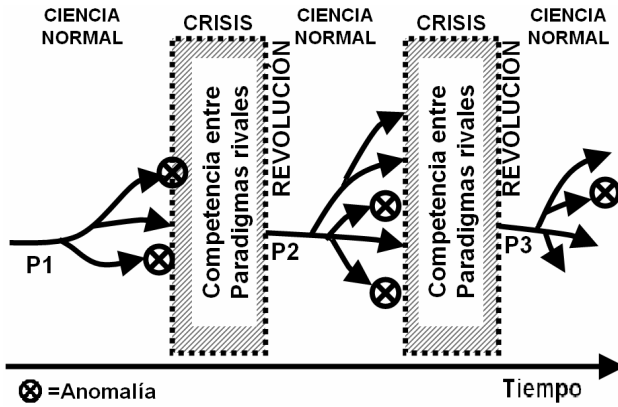 CIENCIA
NORMAL
CRISIS
CIENCIA
NORMAL
CRISIS
CIENCIA
NORMAL
Competencia entre
Paradigmas rivales
REVOLUCIÓN
Competencia entre
Paradigmas rivales
REVOLUCIÓN
P1
P2
P3
=Anomalía
Tiempo